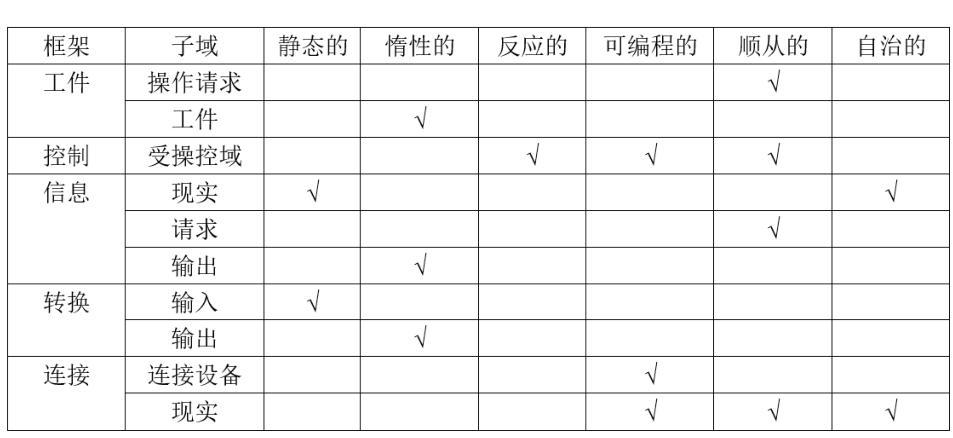 框架 子域 静态的 惰性的 反应的 可编程的 顺从的 自治的
工件 操作请求 √
工件 √
控制 受操控域 √ √ √
信息 现实 √ √
请求 √
输出 √
转换 输入 √
输出 √
连接 连接设备 √
现实 √ √ √